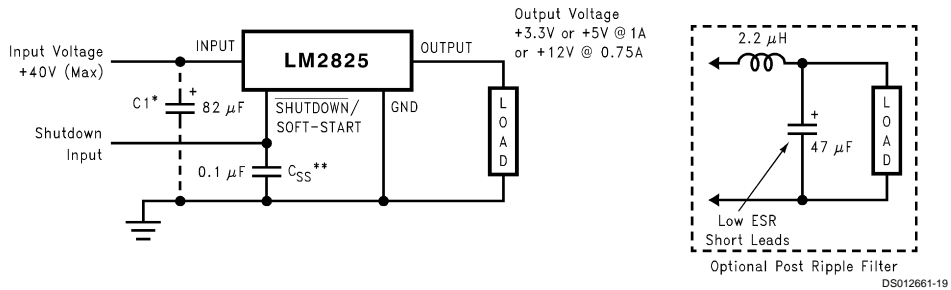 Output Voltage
+3.3V or +5V @ 1A
or +12V @ 0.75A
Input Voltage
+40V (Max)
INPUT
LM2825
OUTPUT
C1*
+
82 μF
SHUTDOWN/
SOFT-START
GND
LOAD
Shutdown
Input
0.1 μF
CSS**
2.2 μH
+
47 μF
LOAD
Low ESR
Short Leads
Optional Post Ripple Filter
DS012661-19